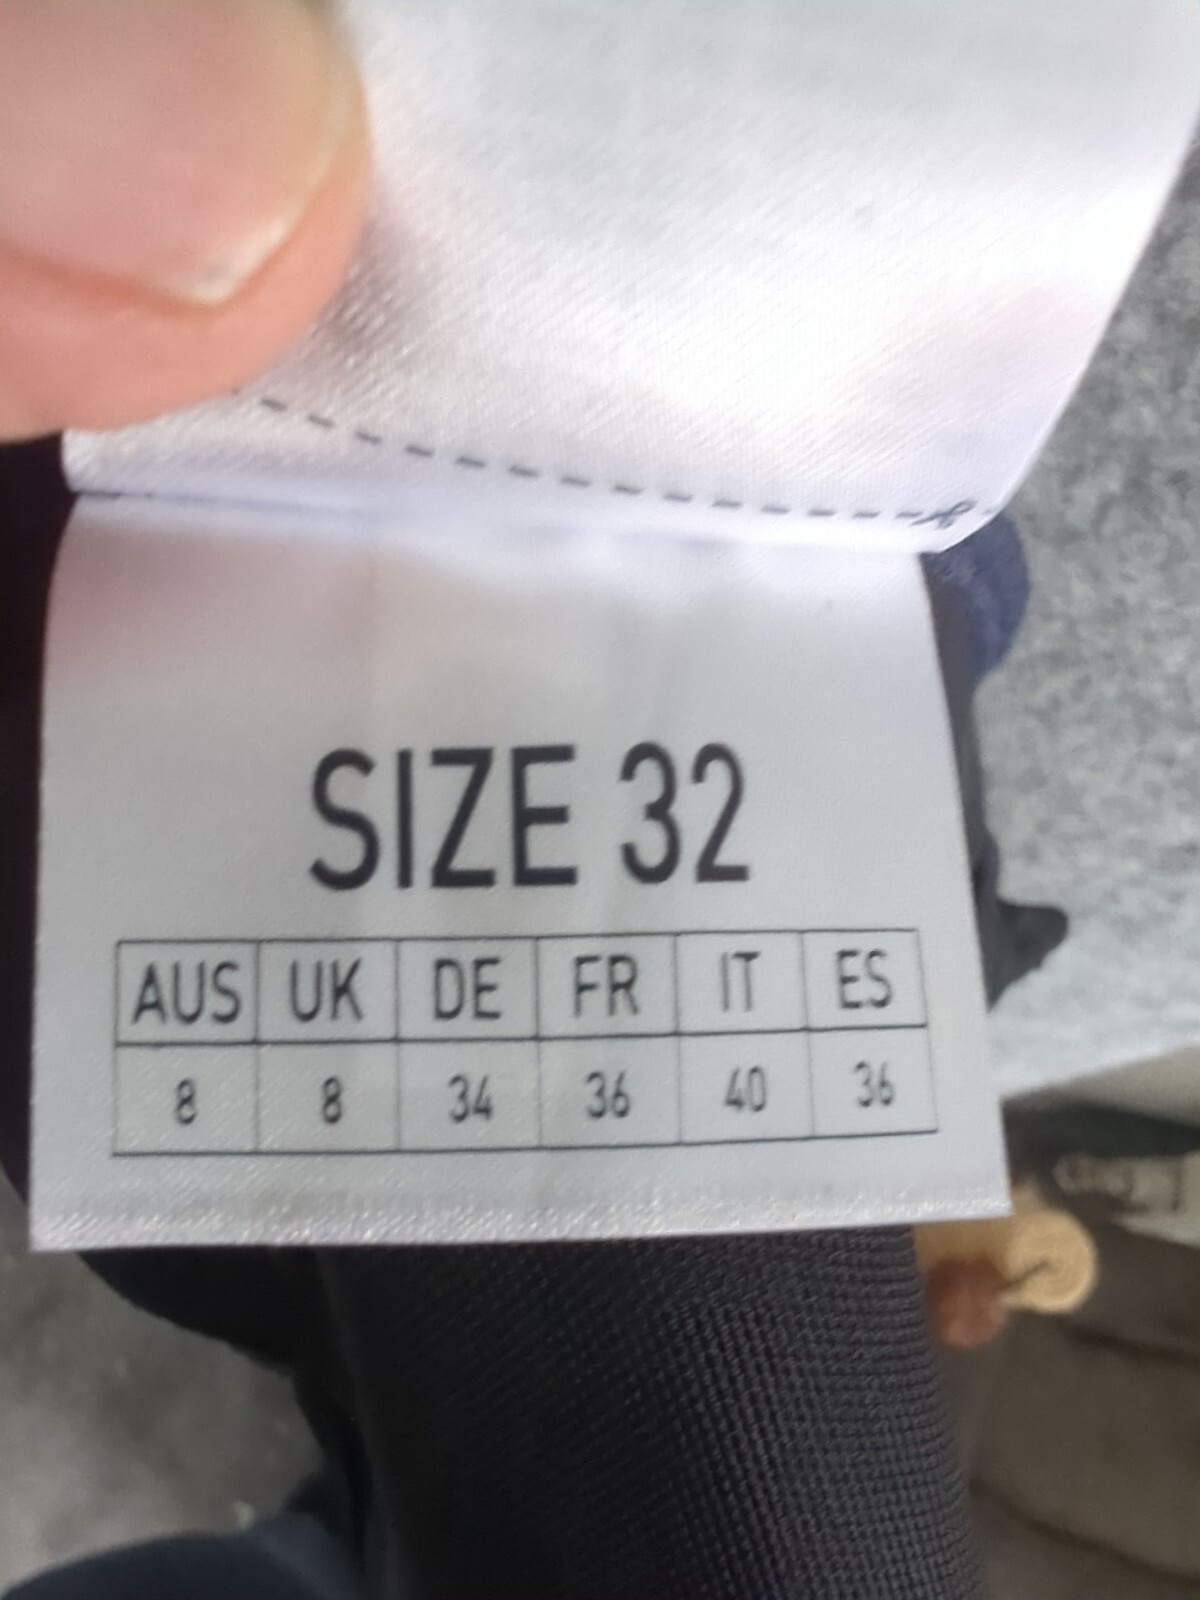 SIZE 32
AUS UK DE FR IT ES
8 8 34 36 40 36